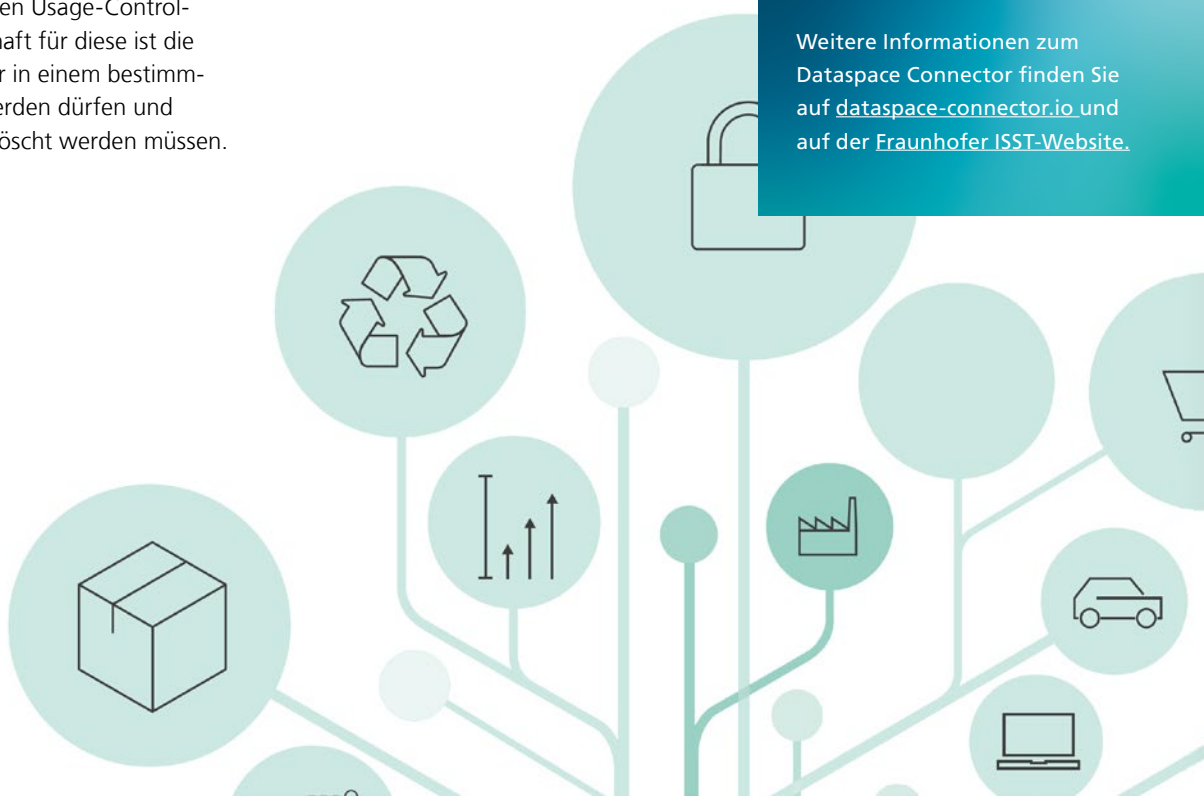 en Usage-Control-
haft für diese ist die
r in einem bestimm-
erden dürfen und
löscht werden müssen.
Weitere Informationen zum
Dataspace Connector finden Sie
auf dataspace-connector.io und
auf der Fraunhofer ISST-Website.